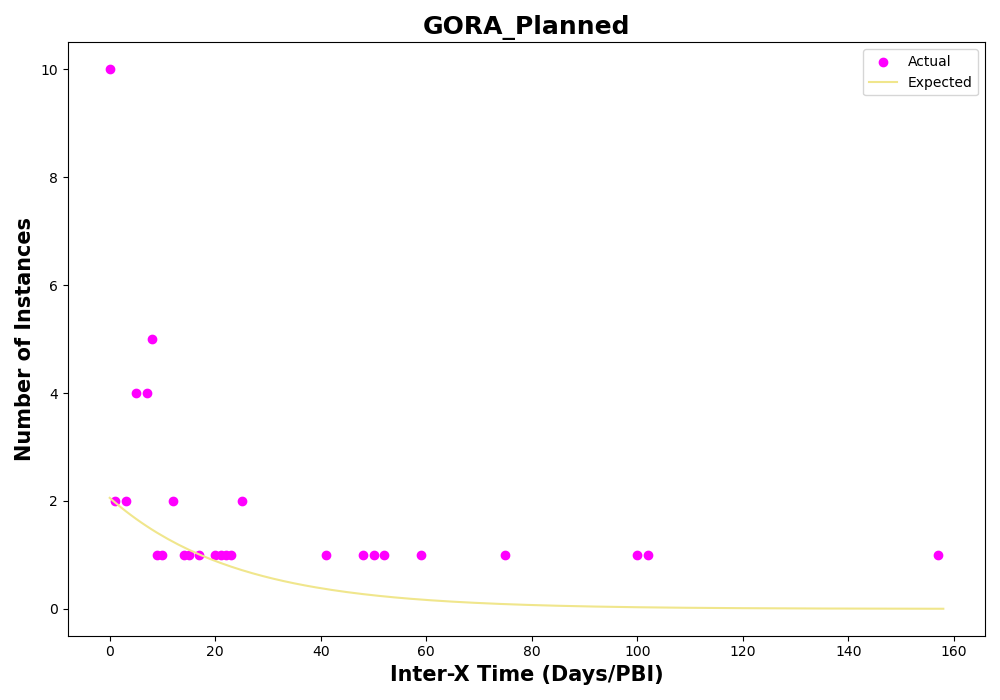 GORA_Planned
Actual
Expected
10
8
6
4
2
0
Number of Instances
0 20 40 60 80 100 120 140 160
Inter-X Time (Days/PBI)